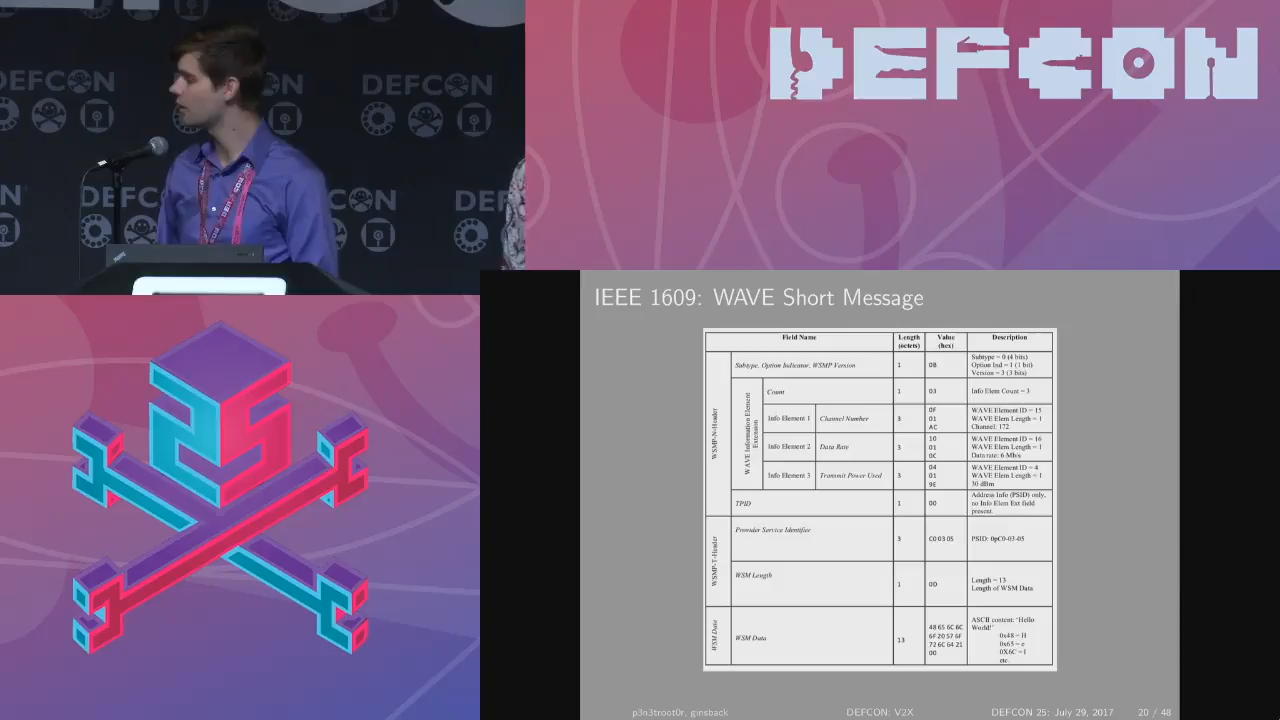 DEFCON
DEFCON
DEFCON
DEFCON
CON
DEF
IEEE 1609: WAVE Short Message
Field Name Length (octets) Value (hex) Description
WSMP-N-Header
Subtype, Option Indicator, WSMP Version 1 0B Subtype = 0 (4 bits)
Option Ind = 1 (1 bit)
Version = 3 (3 bits)
WAVE Information Element Extension
Count 1 03 Info Elem Count = 3
Info Element 1 Channel Number 3 0F 01 AC WAVE Element ID = 15
WAVE Elem Length = 1
Channel: 172
Info Element 2 Data Rate 3 10 01 0C WAVE Element ID = 16
WAVE Elem Length = 1
Data rate: 6 Mb/s
Info Element 3 Transmit Power Used 3 04 01 9E WAVE Element ID = 4
WAVE Elem Length = 1
30 dBm
TPID 1 00 Address Info (PSID) only,
no Info Elem Ext field
present.
WSMP-T-Header
Provider Service Identifier 3 C0 03 05 PSID: 0pC0-03-05
WSM Length 1 0D Length = 13
Length of WSM Data
WSM Data
WSM Data 13 48 65 6C 6C
6F 20 57 6F
72 6C 64 21
00
ASCII content: "Hello
World!"
0x48 = H
0x65 = e
0X6C = l
etc.
p3n3troot0r, ginsback DEFCON: V2X DEFCON 25: July 29, 2017 20 / 48